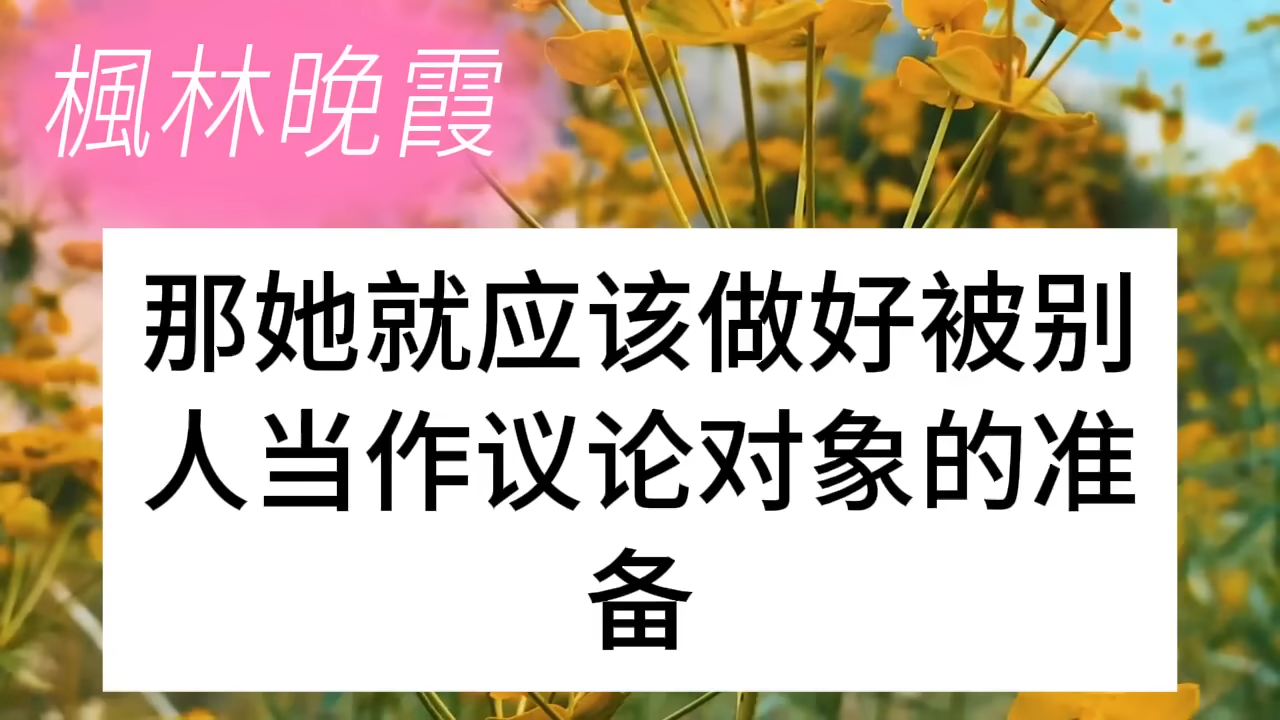 楓林晚霞
那她就应该做好被别
人当作议论对象的准
备